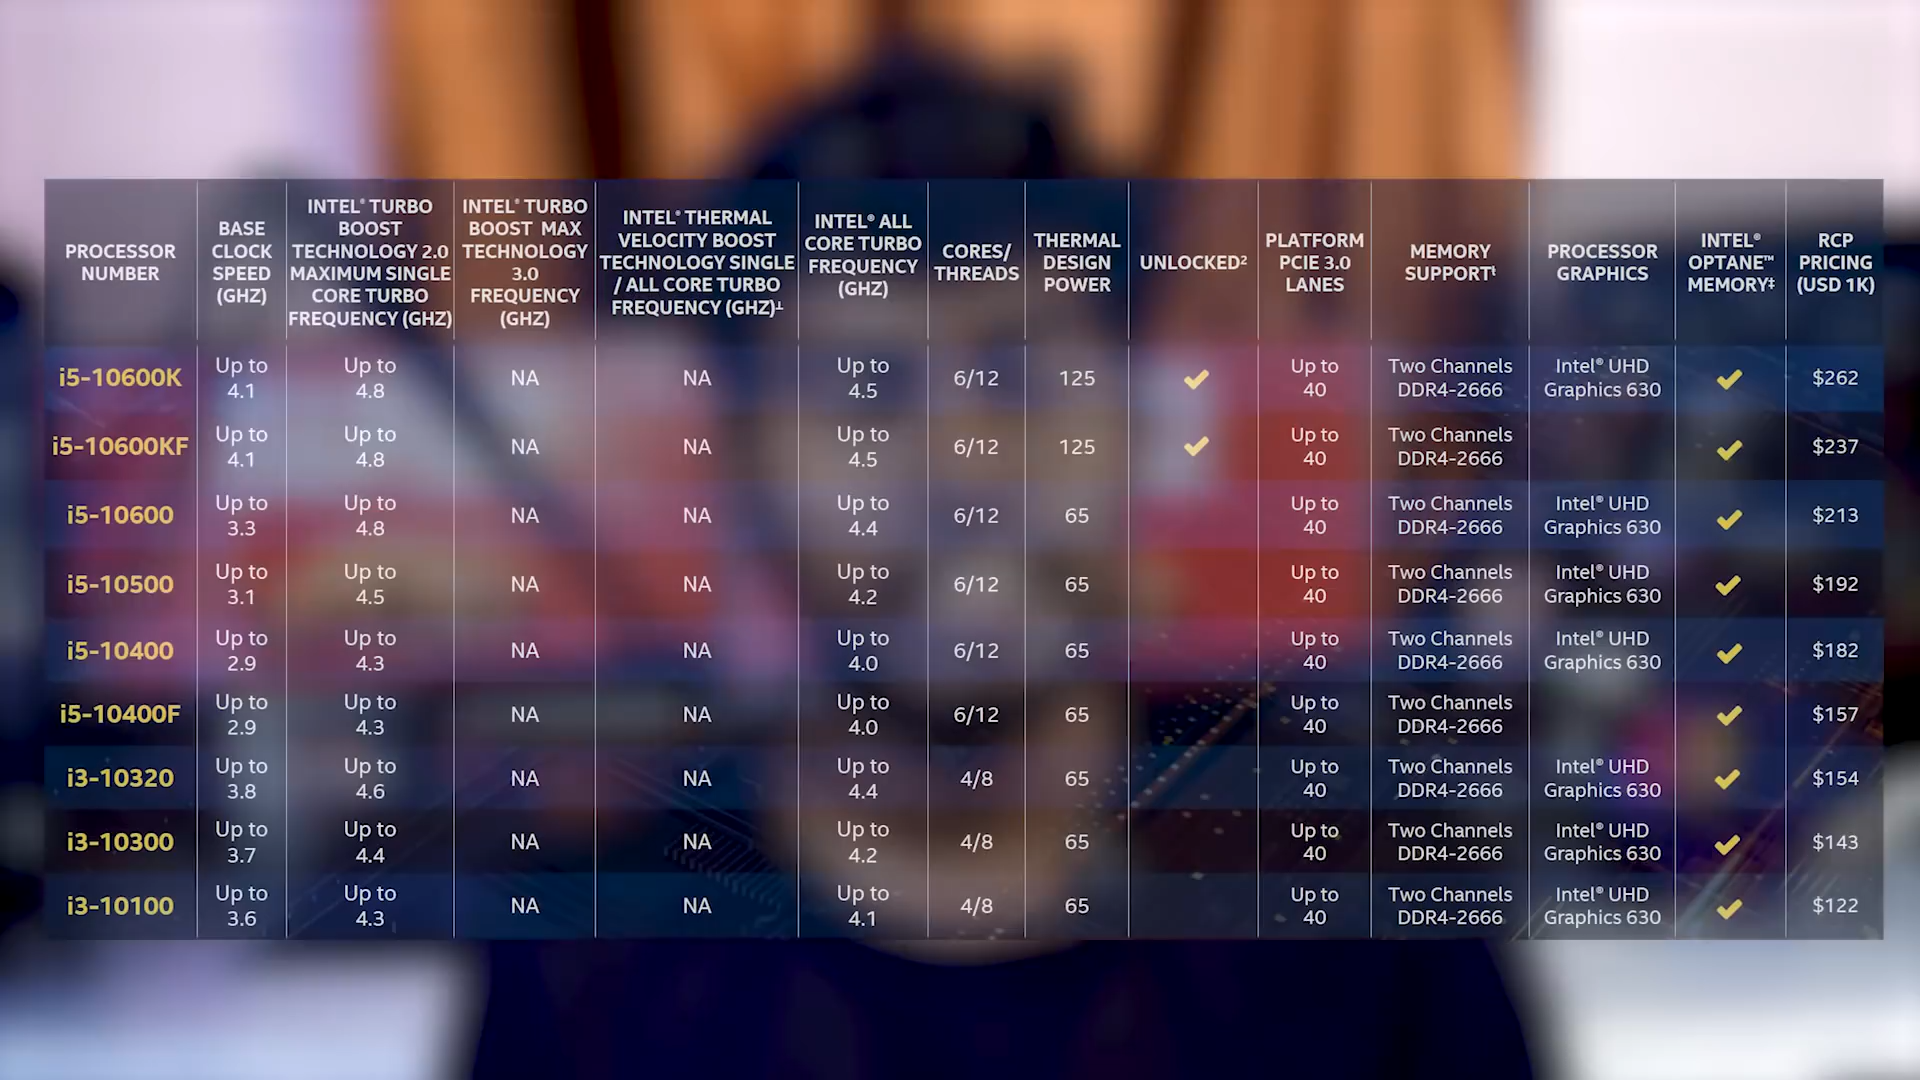 PROCESSOR NUMBER
BASE CLOCK SPEED (GHZ)
INTEL® TURBO BOOST TECHNOLOGY 2.0 MAXIMUM SINGLE CORE TURBO FREQUENCY (GHZ)
INTEL® TURBO BOOST MAX TECHNOLOGY 3.0 FREQUENCY (GHZ)
INTEL® THERMAL VELOCITY BOOST TECHNOLOGY SINGLE / ALL CORE TURBO FREQUENCY (GHZ)⊥
INTEL® ALL CORE TURBO FREQUENCY (GHZ)
CORES/ THREADS
THERMAL DESIGN POWER
UNLOCKED²
PLATFORM PCIE 3.0 LANES
MEMORY SUPPORTᵗ
PROCESSOR GRAPHICS
INTEL® OPTANE™ MEMORY‡
RCP PRICING (USD 1K)
i5-10600K Up to 4.1 Up to 4.8 NA NA Up to 4.5 6/12 125 ✓ Up to 40 Two Channels DDR4-2666 Intel® UHD Graphics 630 ✓ $262
i5-10600KF Up to 4.1 Up to 4.8 NA NA Up to 4.5 6/12 125 ✓ Up to 40 Two Channels DDR4-2666 ✓ $237
i5-10600 Up to 3.3 Up to 4.8 NA NA Up to 4.4 6/12 65 Up to 40 Two Channels DDR4-2666 Intel® UHD Graphics 630 ✓ $213
i5-10500 Up to 3.1 Up to 4.5 NA NA Up to 4.2 6/12 65 Up to 40 Two Channels DDR4-2666 Intel® UHD Graphics 630 ✓ $192
i5-10400 Up to 2.9 Up to 4.3 NA NA Up to 4.0 6/12 65 Up to 40 Two Channels DDR4-2666 Intel® UHD Graphics 630 ✓ $182
i5-10400F Up to 2.9 Up to 4.3 NA NA Up to 4.0 6/12 65 Up to 40 Two Channels DDR4-2666 ✓ $157
i3-10320 Up to 3.8 Up to 4.6 NA NA Up to 4.4 4/8 65 Up to 40 Two Channels DDR4-2666 Intel® UHD Graphics 630 ✓ $154
i3-10300 Up to 3.7 Up to 4.4 NA NA Up to 4.2 4/8 65 Up to 40 Two Channels DDR4-2666 Intel® UHD Graphics 630 ✓ $143
i3-10100 Up to 3.6 Up to 4.3 NA NA Up to 4.1 4/8 65 Up to 40 Two Channels DDR4-2666 Intel® UHD Graphics 630 ✓ $122